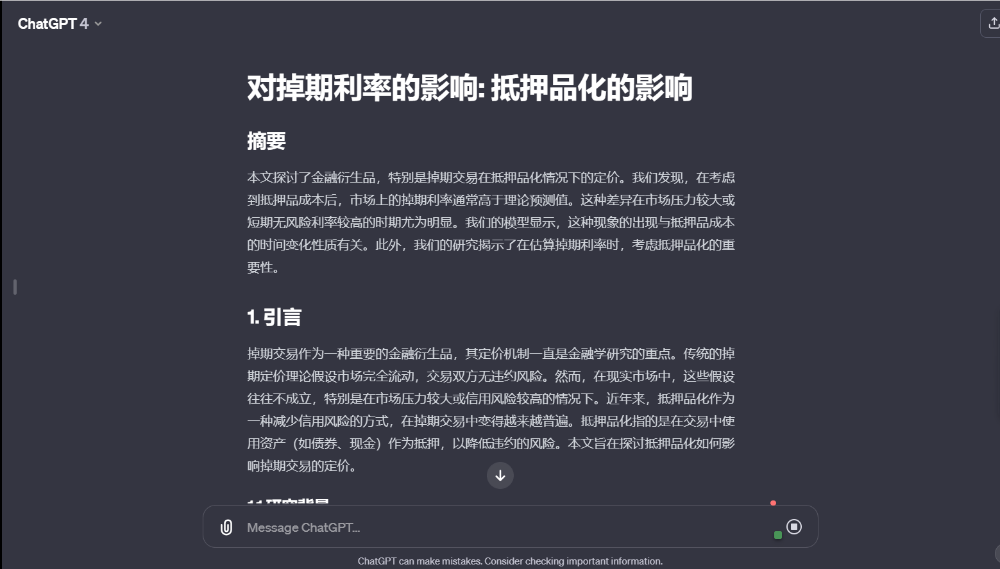 ChatGPT 4
对掉期利率的影响: 抵押品化的影响
摘要
本文探讨了金融衍生品，特别是掉期交易在抵押品化情况下的定价。我们发现，在考虑
到抵押品成本后，市场上的掉期利率通常高于理论预测值。这种差异在市场压力较大或
短期无风险利率较高的时期尤为明显。我们的模型显示，这种现象的出现与抵押品成本
的时间变化性质有关。此外，我们的研究揭示了在估算掉期利率时，考虑抵押品化的重
要性。
1. 引言
掉期交易作为一种重要的金融衍生品，其定价机制一直是金融学研究的重点。传统的掉
期定价理论假设市场完全流动，交易双方无违约风险。然而，在现实市场中，这些假设
往往不成立，特别是在市场压力较大或信用风险较高的情况下。近年来，抵押品化作为
一种减少信用风险的方式，在掉期交易中变得越来越普遍。抵押品化指的是在交易中使
用资产（如债券、现金）作为抵押，以降低违约的风险。本文旨在探讨抵押品化如何影
响掉期交易的定价。
1.1 研究背景
Message ChatGPT...
ChatGPT can make mistakes. Consider checking important information.